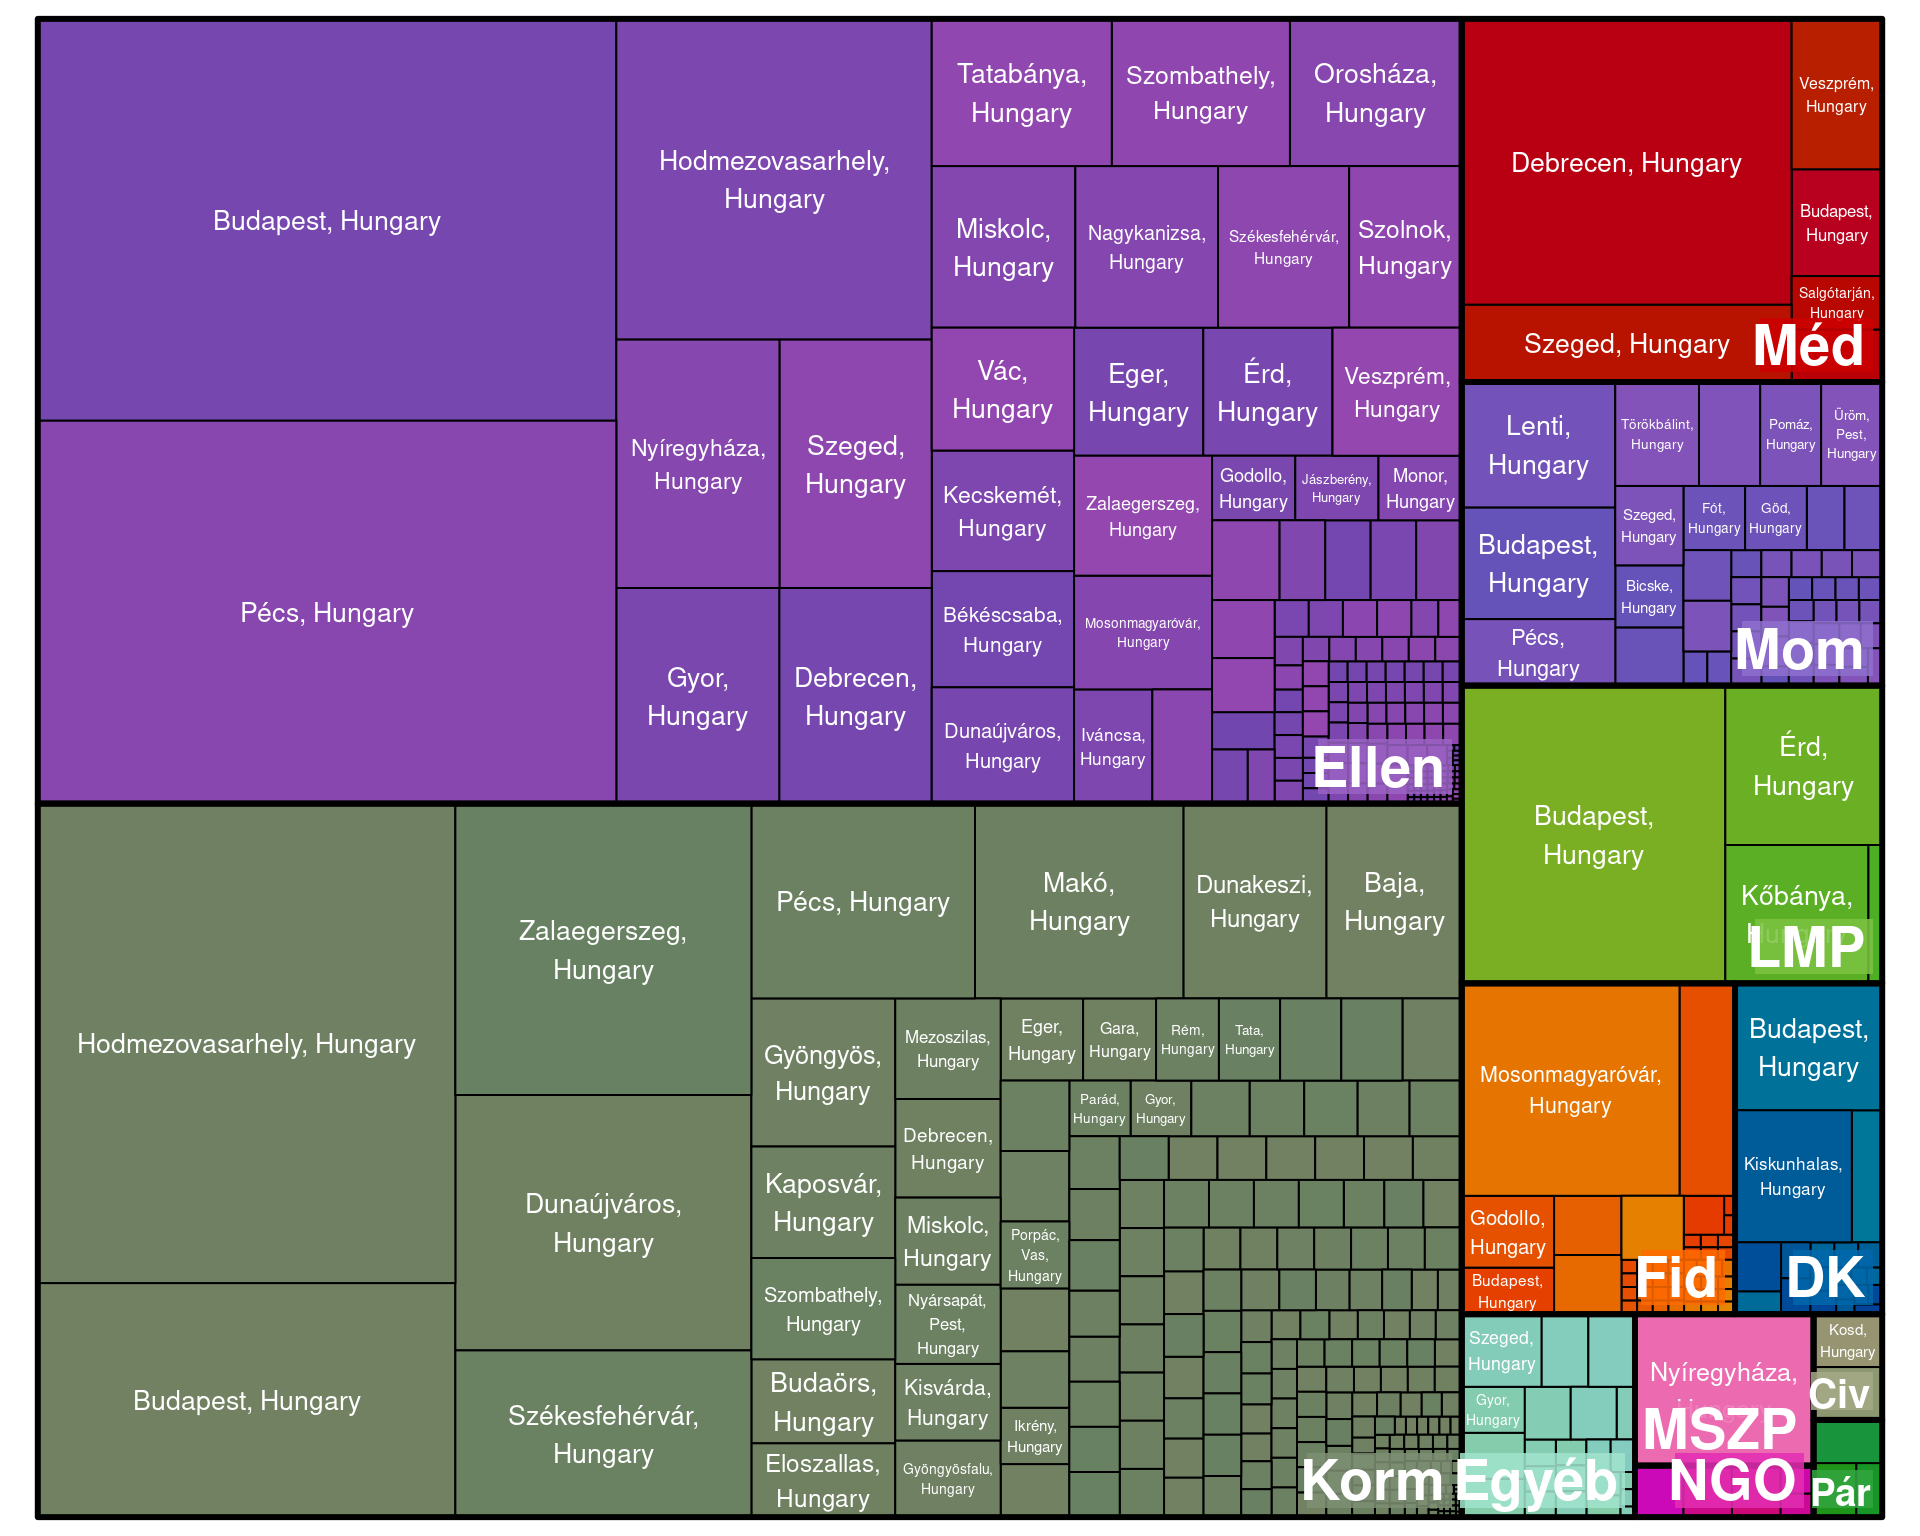 Budapest, Hungary
Pécs, Hungary
Hodmezovasarhely,
Hungary
Nyíregyháza,
Hungary
Szeged,
Hungary
Gyor,
Hungary
Debrecen,
Hungary
Tatabánya,
Hungary
Szombathely,
Hungary
Orosháza,
Hungary
Miskolc,
Hungary
Nagykanizsa,
Hungary
Székesfehérvár,
Hungary
Szolnok,
Hungary
Vác,
Hungary
Eger,
Hungary
Érd,
Hungary
Veszprém,
Hungary
Kecskemét,
Hungary
Zalaegerszeg,
Hungary
Godollo,
Hungary
Jászberény,
Hungary
Monor,
Hungary
Békéscsaba,
Hungary
Mosonmagyaróvár,
Hungary
Dunaújváros,
Hungary
Iváncsa,
Hungary
Ellen
Debrecen, Hungary
Veszprém,
Hungary
Budapest,
Hungary
Salgótarján,
Hungary
Szeged, Hungary
Méd
Lenti,
Hungary
Törökbálint,
Hungary
Pomáz,
Hungary
Üröm,
Pest,
Hungary
Budapest,
Hungary
Szeged,
Hungary
Fót,
Hungary
Göd,
Hungary
Bicske,
Hungary
Pécs,
Hungary
Mom
Budapest,
Hungary
Érd,
Hungary
Kőbánya,
LMP
Hodmezovasarhely, Hungary
Budapest, Hungary
Zalaegerszeg,
Hungary
Dunaújváros,
Hungary
Székesfehérvár,
Hungary
Pécs, Hungary
Makó,
Hungary
Dunakeszi,
Hungary
Baja,
Hungary
Gyöngyös,
Hungary
Mezoszilas,
Hungary
Eger,
Hungary
Gara,
Hungary
Rém,
Hungary
Tata,
Hungary
Debrecen,
Hungary
Parád,
Hungary
Gyor,
Hungary
Kaposvár,
Hungary
Miskolc,
Hungary
Porpác,
Vas,
Hungary
Szombathely,
Hungary
Nyársapát,
Pest,
Hungary
Budaörs,
Hungary
Kisvárda,
Hungary
Ikrény,
Hungary
Eloszallas,
Hungary
Gyöngyösfalu,
Hungary
Korm
Mosonmagyaróvár,
Hungary
Godollo,
Hungary
Budapest,
Hungary
Fid
Budapest,
Hungary
Kiskunhalas,
Hungary
DK
Szeged,
Hungary
Gyor,
Hungary
Egyéb
Nyíregyháza,
MSZP
NGO
Kosd,
Hungary
Civ
Pár